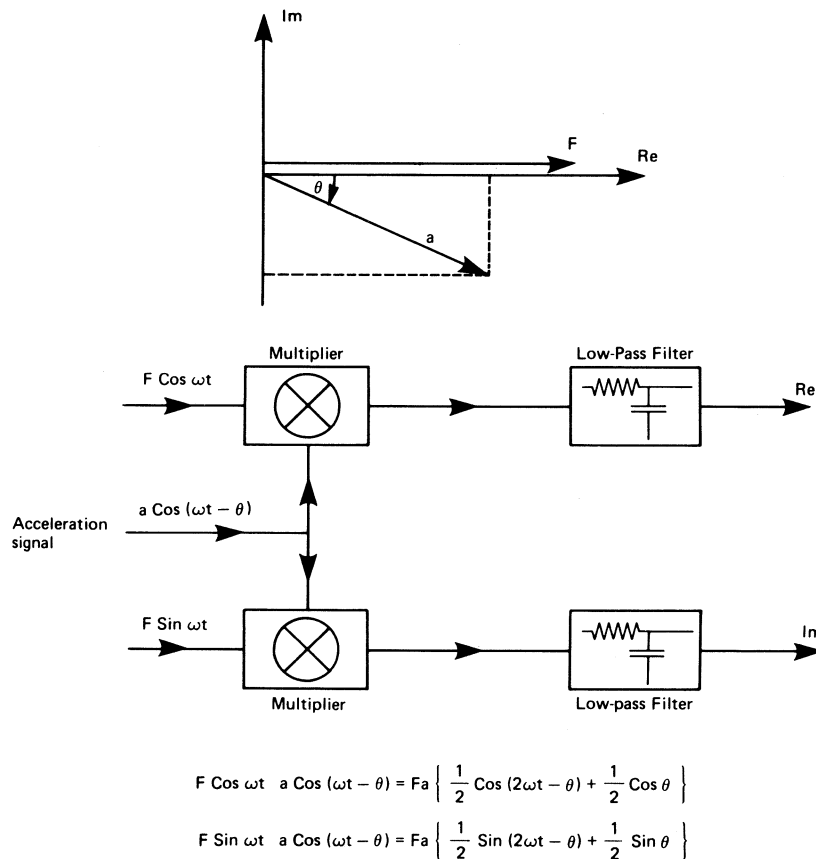 Im
F
Re
θ
a
Multiplier
Low-Pass Filter
F Cos ωt
Re
a Cos (ωt − θ)
Acceleration
signal
F Sin ωt
Im
Multiplier
Low-pass Filter
F Cos ωt a Cos (ωt − θ) = Fa { 1/2 Cos (2ωt − θ) + 1/2 Cos θ }
F Sin ωt a Cos (ωt − θ) = Fa { 1/2 Sin (2ωt − θ) + 1/2 Sin θ }